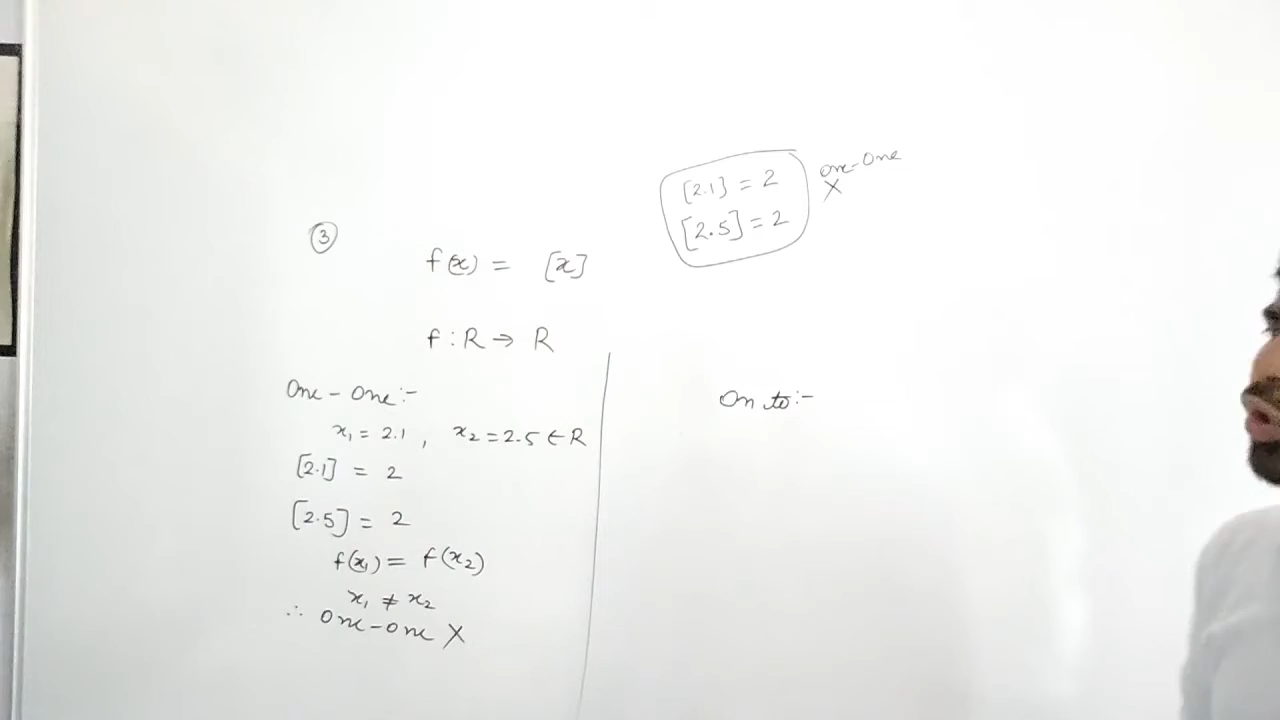 [2.1] = 2
[2.5] = 2
one-one
X
3
f(x) = [x]
f : R → R
One - One :-
x₁ = 2.1 , x₂ = 2.5 ∈ R
[2.1] = 2
[2.5] = 2
f(x₁) = f(x₂)
x₁ ≠ x₂
∴ one-one X
On to :-